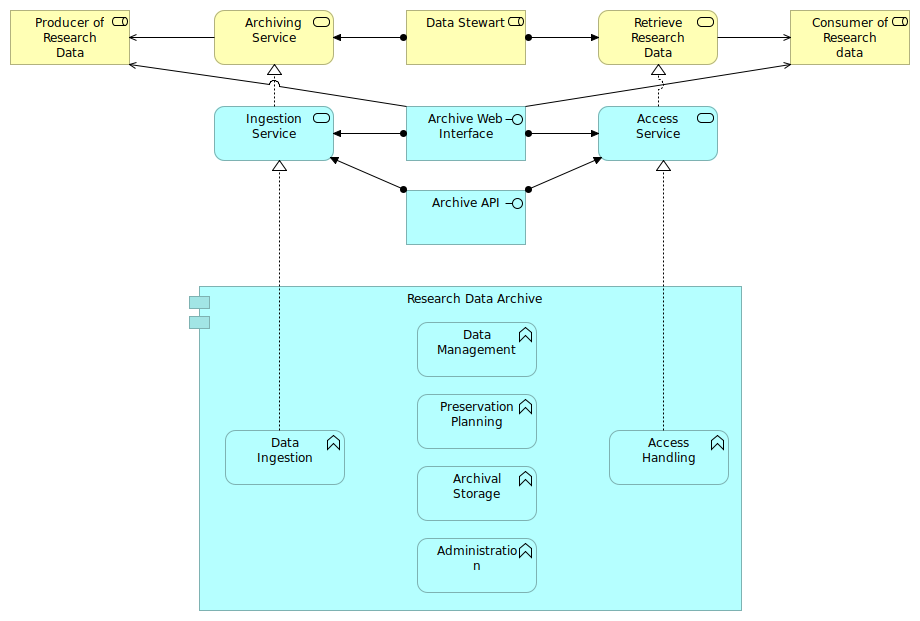 Producer of
Research
Data
Archiving
Service
Data Stewart
Retrieve
Research
Data
Consumer of
Research
data
Ingestion
Service
Archive Web
Interface
Access
Service
Archive API
Research Data Archive
Data
Management
Preservation
Planning
Data
Ingestion
Access
Handling
Archival
Storage
Administratio
n